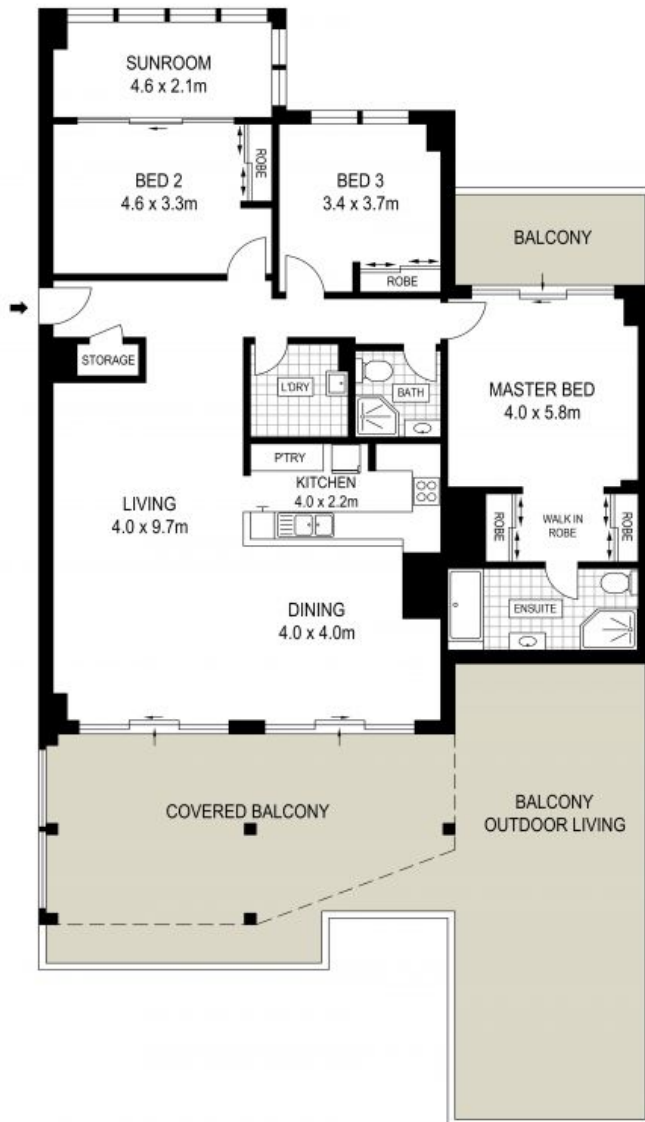 SUNROOM
4.6 x 2.1m
BED 2
4.6 x 3.3m
ROBE
BED 3
3.4 x 3.7m
ROBE
BALCONY
STORAGE
L'DRY
BATH
MASTER BED
4.0 x 5.8m
P'TRY
KITCHEN
4.0 x 2.2m
LIVING
4.0 x 9.7m
ROBE
WALK IN
ROBE
ROBE
DINING
4.0 x 4.0m
ENSUITE
COVERED BALCONY
BALCONY
OUTDOOR LIVING